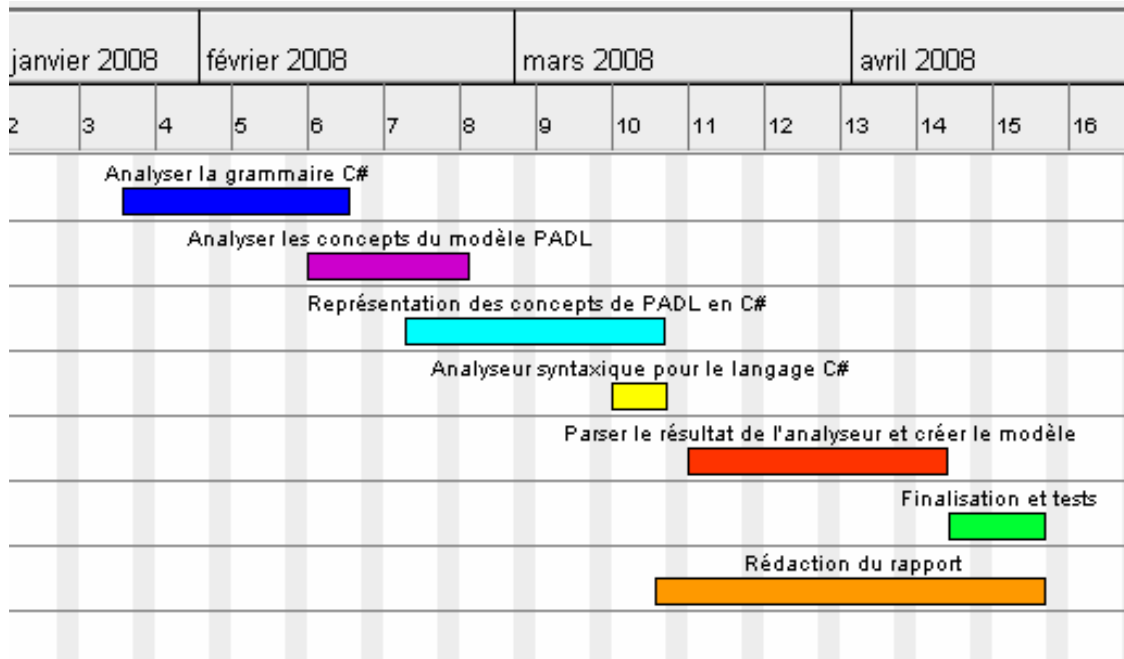 janvier 2008 février 2008 mars 2008 avril 2008
2 3 4 5 6 7 8 9 10 11 12 13 14 15 16
Analyser la grammaire C#
Analyser les concepts du modèle PADL
Représentation des concepts de PADL en C#
Analyseur syntaxique pour le langage C#
Parser le résultat de l'analyseur et créer le modèle
Finalisation et tests
Rédaction du rapport